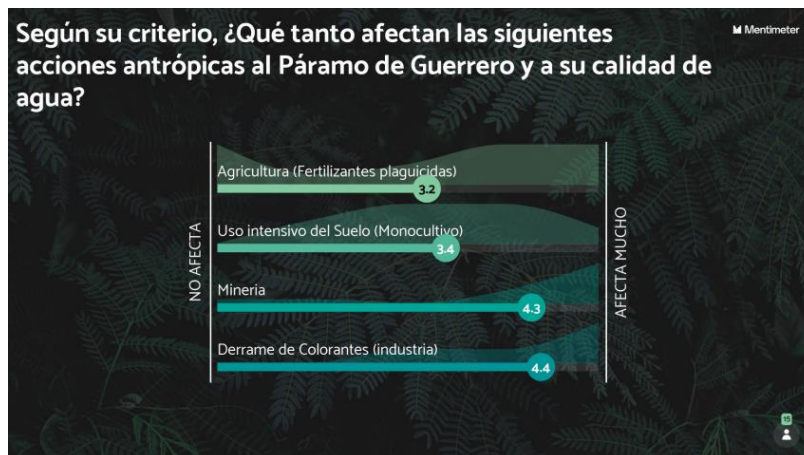 Según su criterio, ¿Qué tanto afectan las siguientes
acciones antrópicas al Páramo de Guerrero y a su calidad de
agua?
Mentimeter
NO AFECTA
Agricultura (Fertilizantes plaguicidas)
3.2
Uso intensivo del Suelo (Monocultivo)
3.4
Mineria
4.3
Derrame de Colorantes (industria)
4.4
AFECTA MUCHO
15